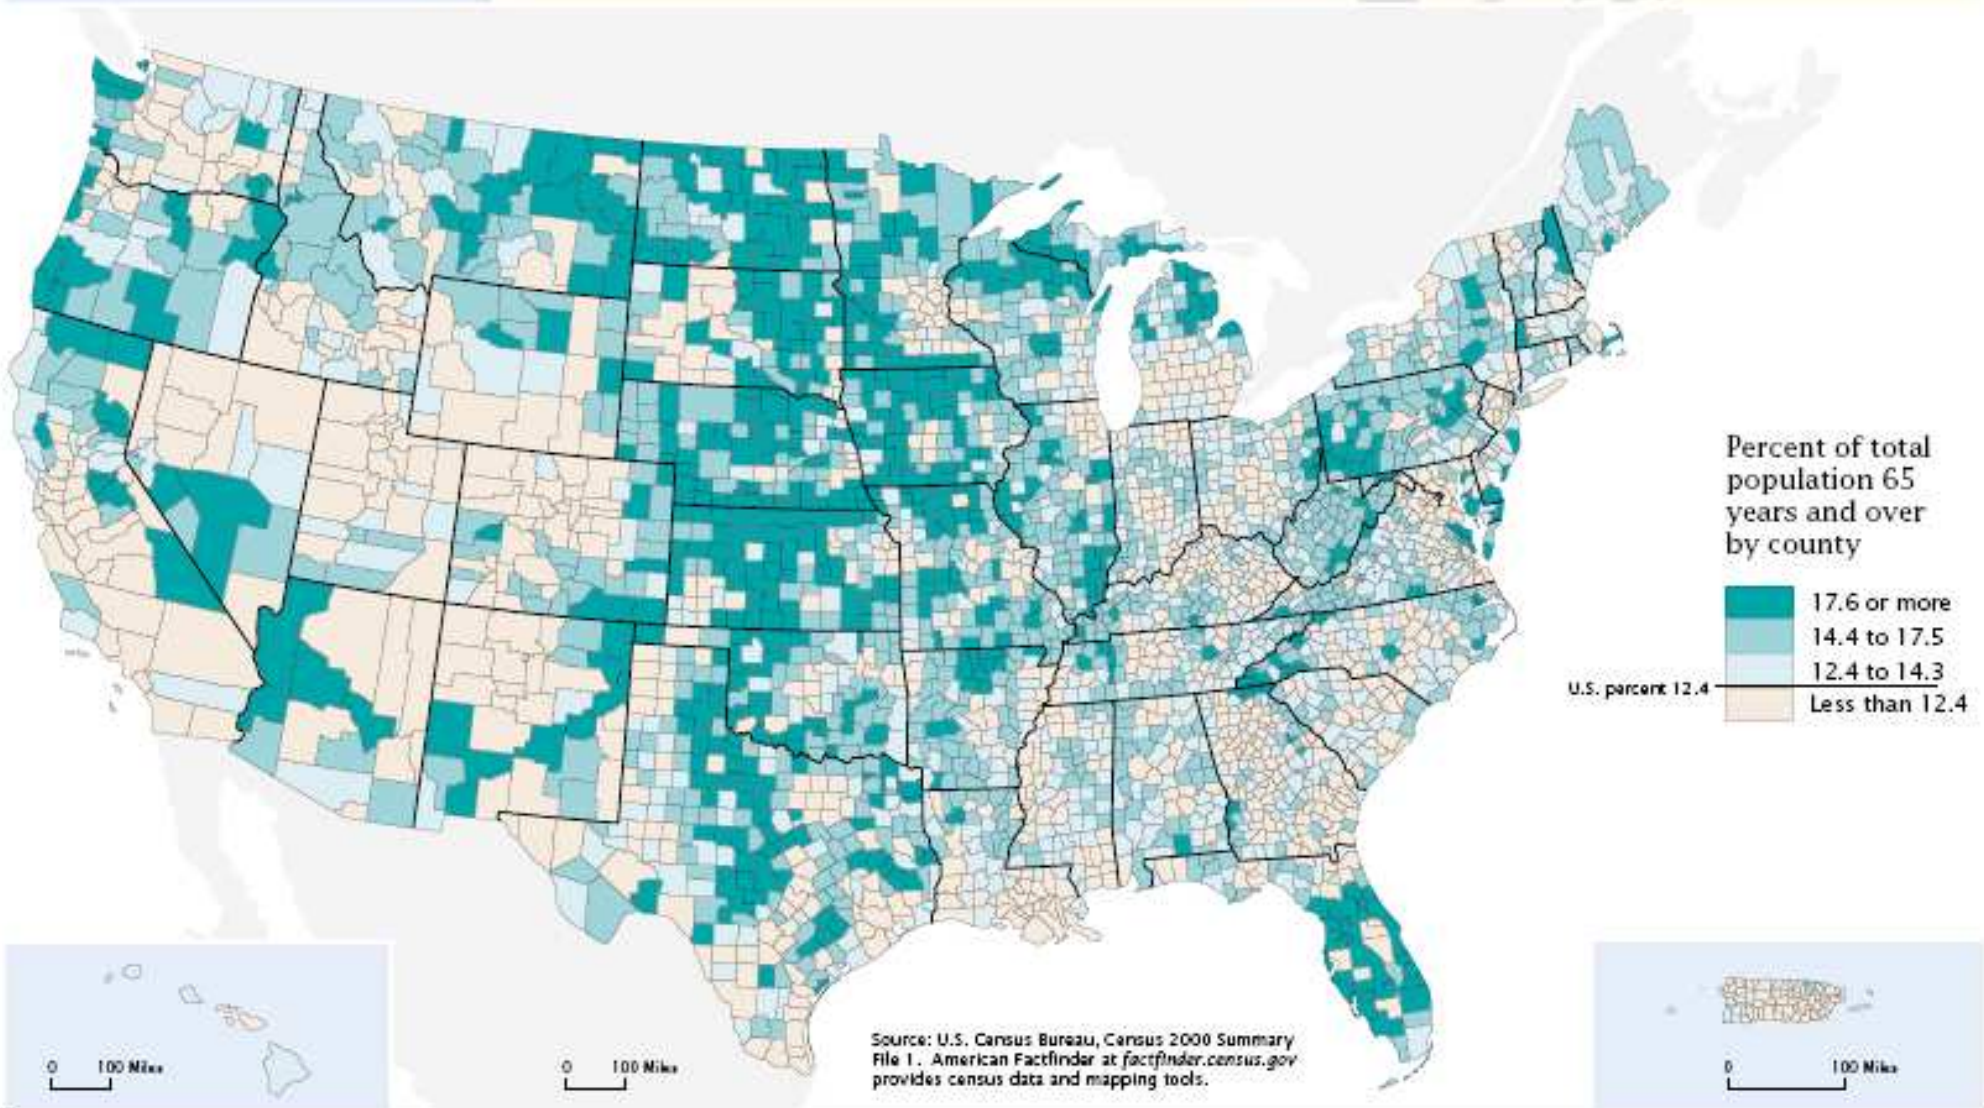 Percent of total
population 65
years and over
by county
17.6 or more
14.4 to 17.5
12.4 to 14.3
U.S. percent 12.4
Less than 12.4
0 100 Miles
0 100 Miles
Source: U.S. Census Bureau, Census 2000 Summary
File 1. American Factfinder at factfinder.census.gov
provides census data and mapping tools.
0 100 Miles